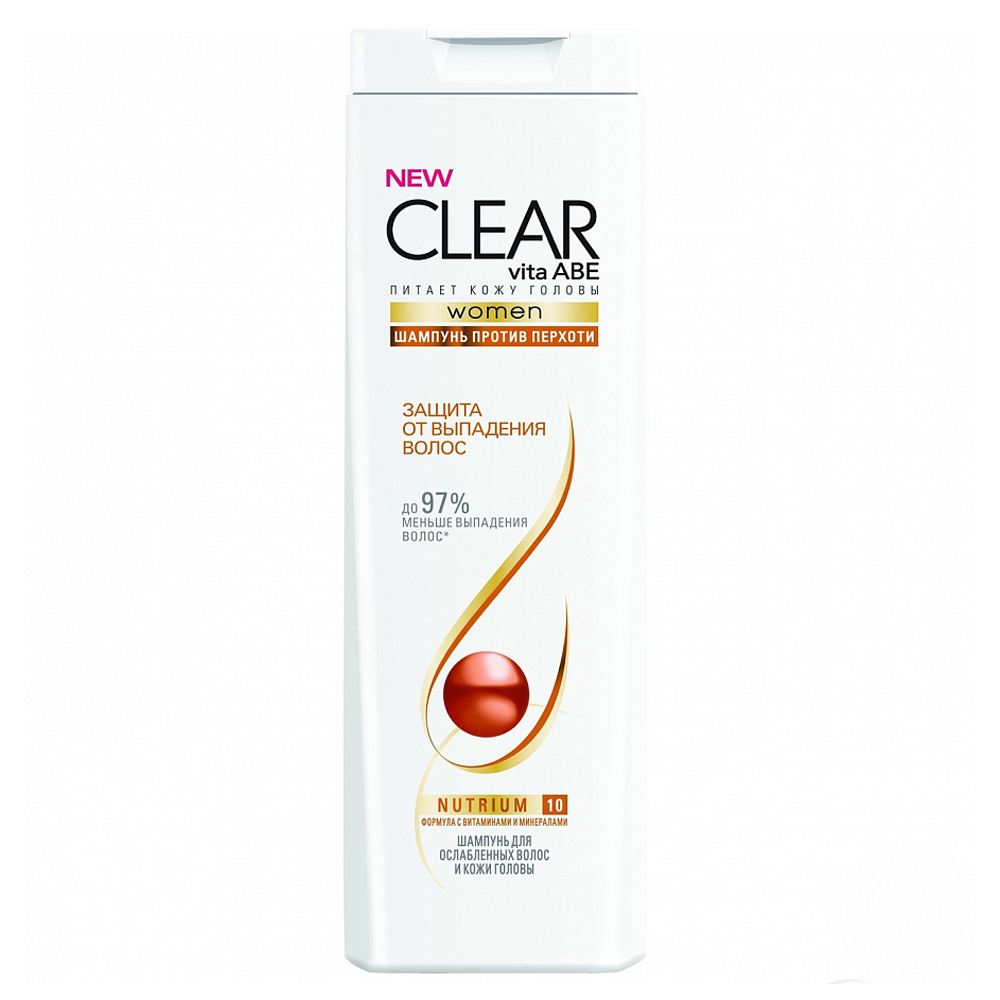 NEW
CLEAR
vita ABE
ПИТАЕТ КОЖУ ГОЛОВЫ
women
ШАМПУНЬ ПРОТИВ ПЕРХОТИ
ЗАЩИТА
ОТ ВЫПАДЕНИЯ
ВОЛОС
ДО 97%
МЕНЬШЕ ВЫПАДЕНИЯ
ВОЛОС*
NUTRIUM 10
ФОРМУЛА С ВИТАМИНАМИ И МИНЕРАЛАМИ
ШАМПУНЬ ДЛЯ
ОСЛАБЛЕННЫХ ВОЛОС
И КОЖИ ГОЛОВЫ